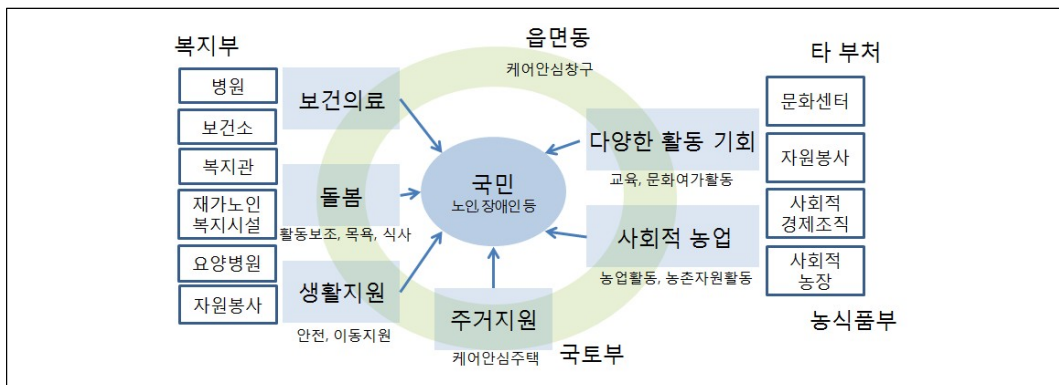 복지부
병원
보건소
복지관
재가노인
복지시설
요양병원
자원봉사
보건의료
돌봄
활동보조, 목욕, 식사
생활지원
안전, 이동지원
읍면동
케어안심창구
국민
노인, 장애인 등
주거지원
케어안심주택
국토부
다양한 활동 기회
교육, 문화여가활동
사회적 농업
농업활동, 농촌자원활동
타 부처
문화센터
자원봉사
사회적
경제조직
사회적
농장
농식품부